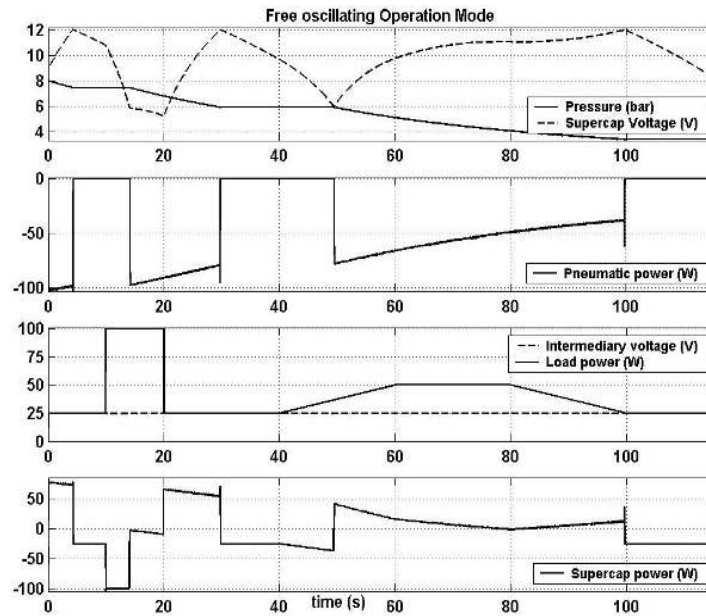 Free oscillating Operation Mode
12
10
8
6
4
Pressure (bar)
Supercap Voltage (V)
0 20 40 60 80 100
0
-50
-100
Pneumatic power (W)
0 20 40 60 80 100
100
75
50
25
0
Intermediary voltage (V)
Load power (W)
0 20 40 60 80 100
50
0
-50
-100
Supercap power (W)
0 20 time (s) 40 60 80 100